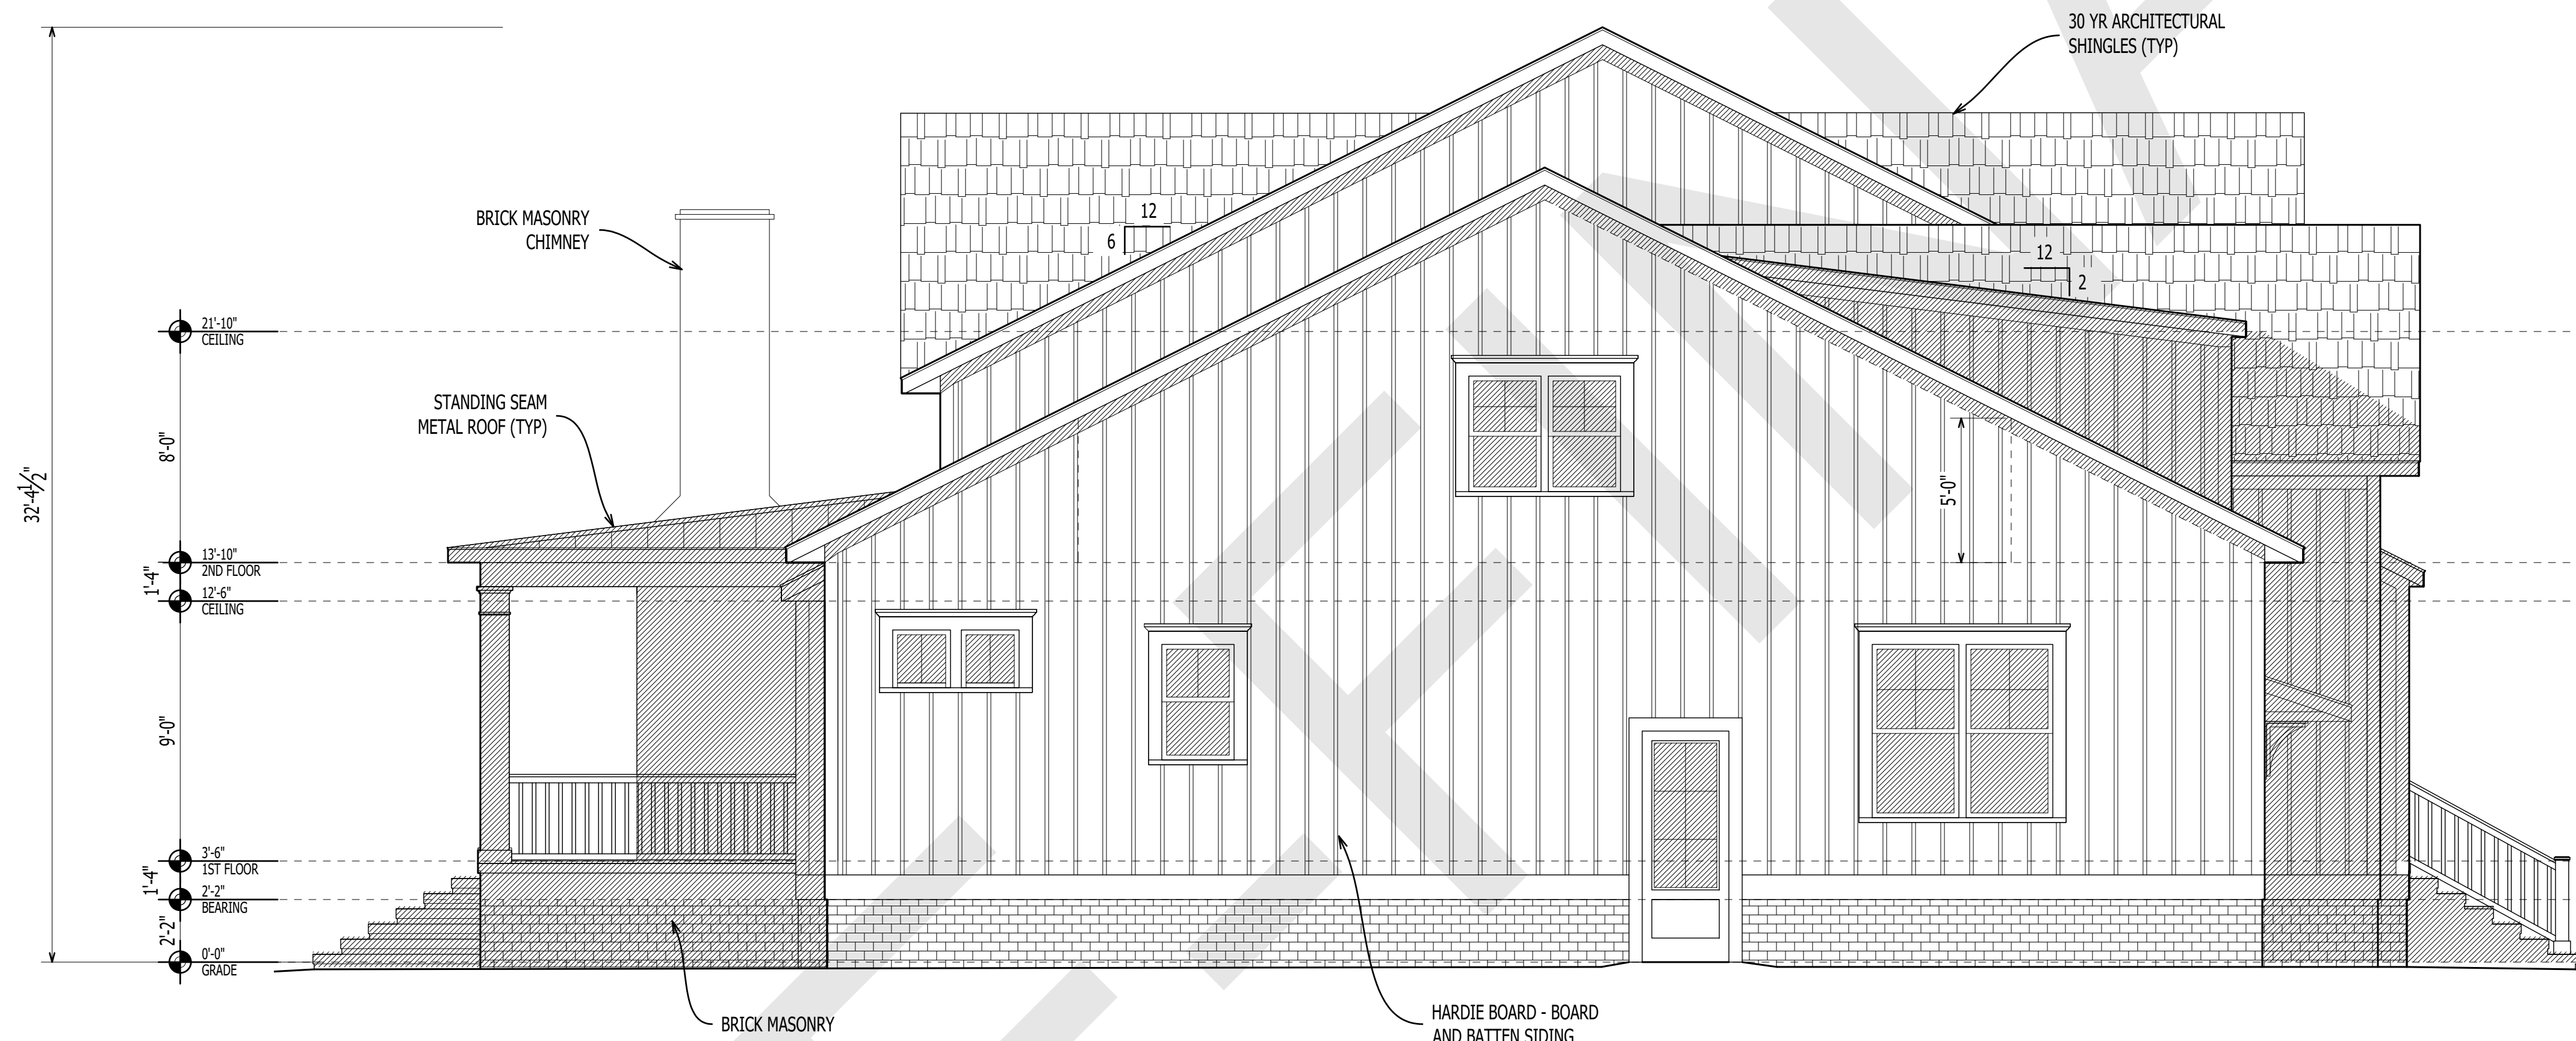 30 YR ARCHITECTURAL
SHINGLES (TYP)
BRICK MASONRY
CHIMNEY
12
6
12
2
21'-10"
CEILING
STANDING SEAM
METAL ROOF (TYP)
8'-0"
32'-4½"
5'-0"
13'-10"
2ND FLOOR
1'-4"
12'-6"
CEILING
9'-0"
3'-6"
1ST FLOOR
1'-4"
2'-2"
BEARING
2'-2"
0'-0"
GRADE
BRICK MASONRY
HARDIE BOARD - BOARD
AND BATTEN SIDING